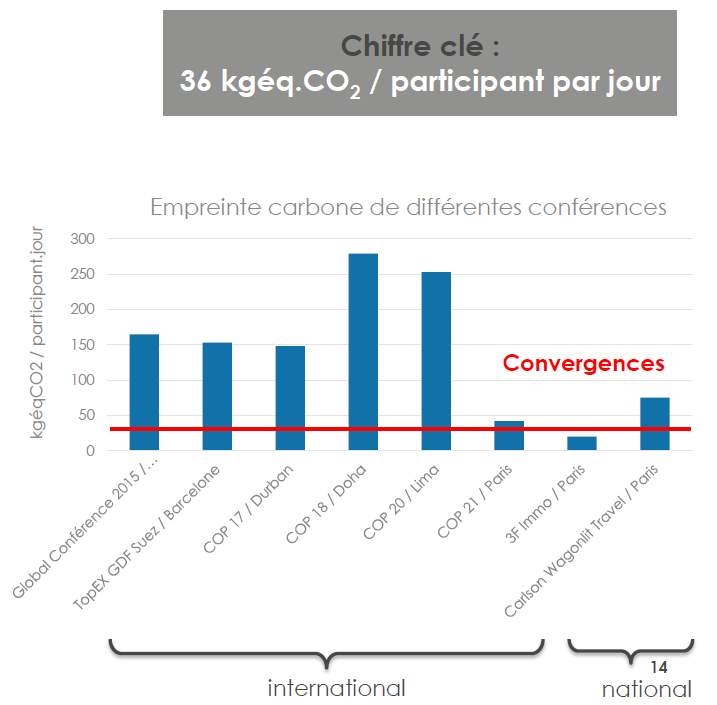 Chiffre clé :
36 kgéq.CO2 / participant par jour
Empreinte carbone de différentes conférences
kgéqCO2 / participant.jour
300
250
200
150
100
50
0
Convergences
Global Conférence 2015 /...
TopEX GDF Suez / Barcelone
COP 17 / Durban
COP 18 / Doha
COP 20 / Lima
COP 21 / Paris
3F Immo / Paris
Carlson Wagonlit Travel / Paris
international
14
national